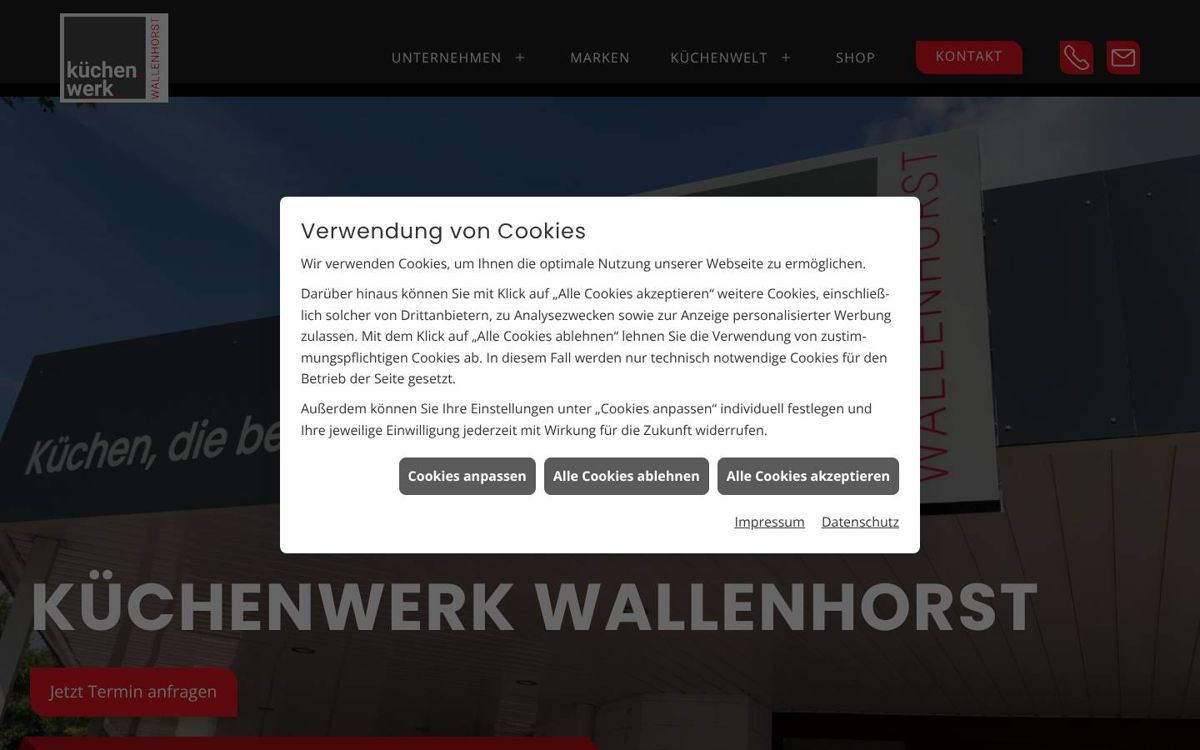 küchen
werk
WALLENHORST
UNTERNEHMEN +
MARKEN
KÜCHENWELT +
SHOP
KONTAKT
WALLENHORST
Küchen, die be
Verwendung von Cookies
Wir verwenden Cookies, um Ihnen die optimale Nutzung unserer Webseite zu ermöglichen.
Darüber hinaus können Sie mit Klick auf „Alle Cookies akzeptieren“ weitere Cookies, einschließ-
lich solcher von Drittanbietern, zu Analysezwecken sowie zur Anzeige personalisierter Werbung
zulassen. Mit dem Klick auf „Alle Cookies ablehnen“ lehnen Sie die Verwendung von zustim-
mungspflichtigen Cookies ab. In diesem Fall werden nur technisch notwendige Cookies für den
Betrieb der Seite gesetzt.
Außerdem können Sie Ihre Einstellungen unter „Cookies anpassen“ individuell festlegen und
Ihre jeweilige Einwilligung jederzeit mit Wirkung für die Zukunft widerrufen.
Cookies anpassen
Alle Cookies ablehnen
Alle Cookies akzeptieren
Impressum
Datenschutz
KÜCHENWERK WALLENHORST
Jetzt Termin anfragen